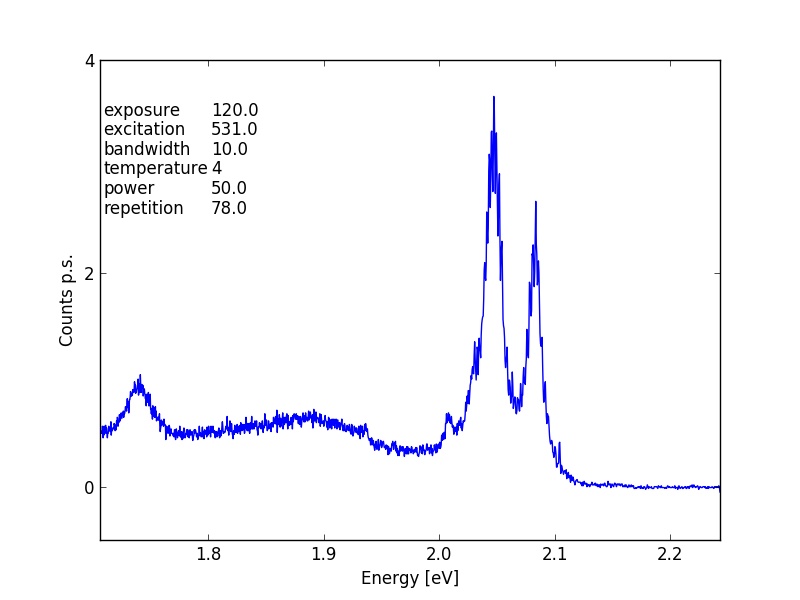 4
exposure 120.0
excitation 531.0
bandwidth 10.0
temperature 4
power 50.0
repetition 78.0
Counts p.s.
2
0
1.8 1.9 2.0 2.1 2.2
Energy [eV]